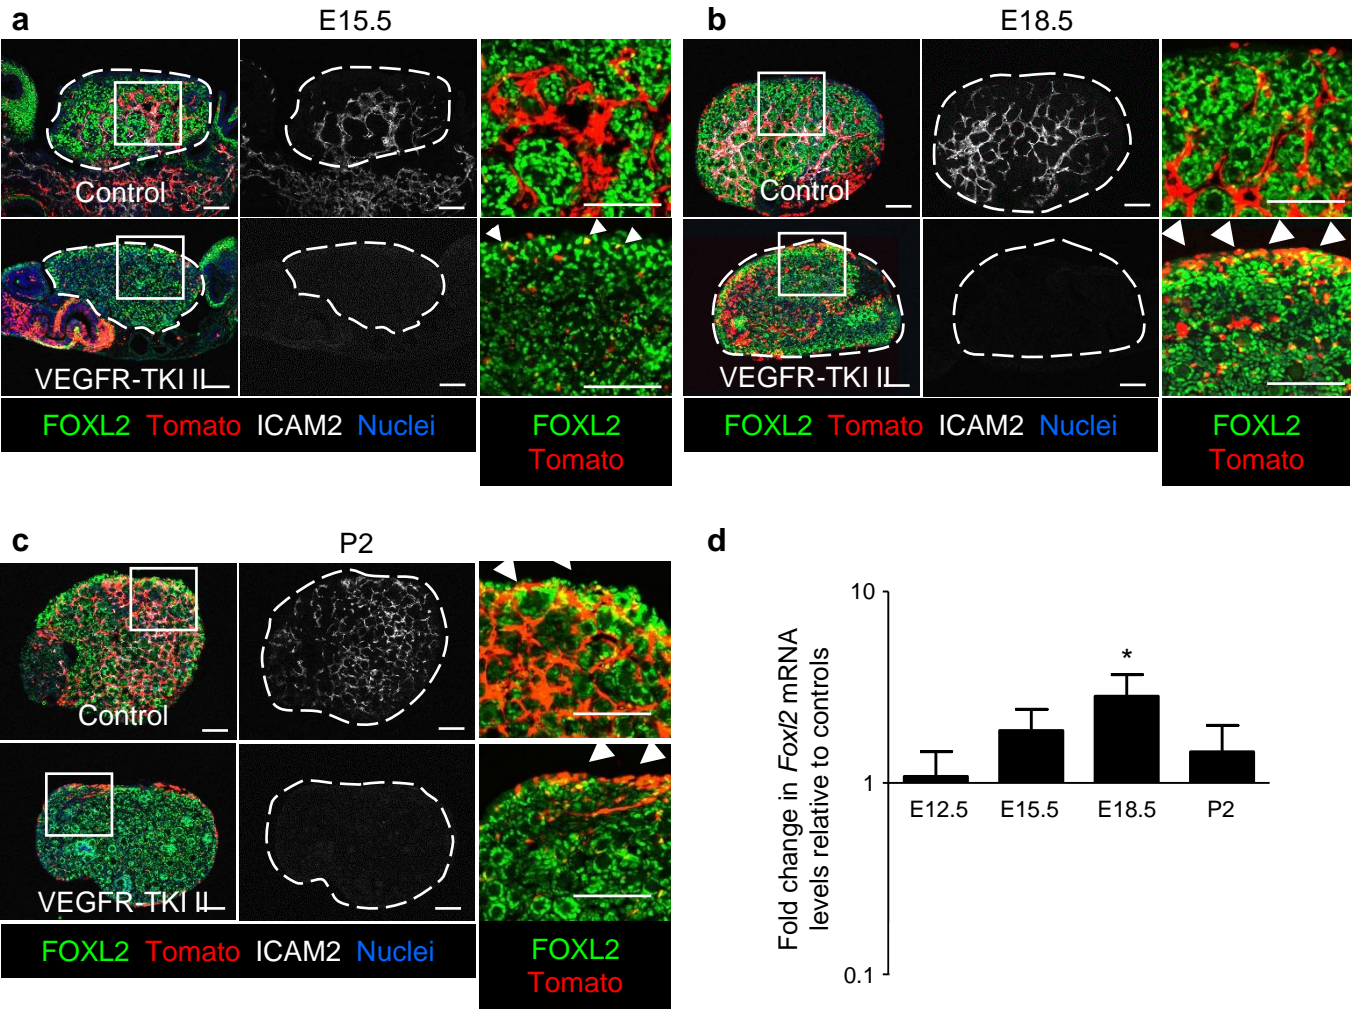 a
E15.5
Control
VEGFR-TKI II
FOXL2 Tomato ICAM2 Nuclei
FOXL2
Tomato
b
E18.5
Control
VEGFR-TKI II
FOXL2 Tomato ICAM2 Nuclei
FOXL2
Tomato
c
P2
Control
VEGFR-TKI II
FOXL2 Tomato ICAM2 Nuclei
FOXL2
Tomato
d
Fold change in Foxl2 mRNA
levels relative to controls
10
1
0.1
*
E12.5 E15.5 E18.5 P2